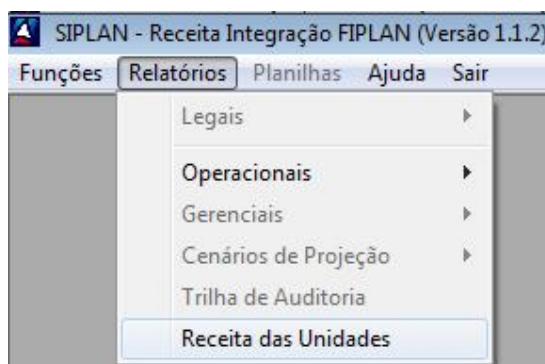 SIPLAN - Receita Integração FIPLAN (Versão 1.1.2)
Funções Relatórios Planilhas Ajuda Sair
Legais
Operacionais
Gerenciais
Cenários de Projeção
Trilha de Auditoria
Receita das Unidades